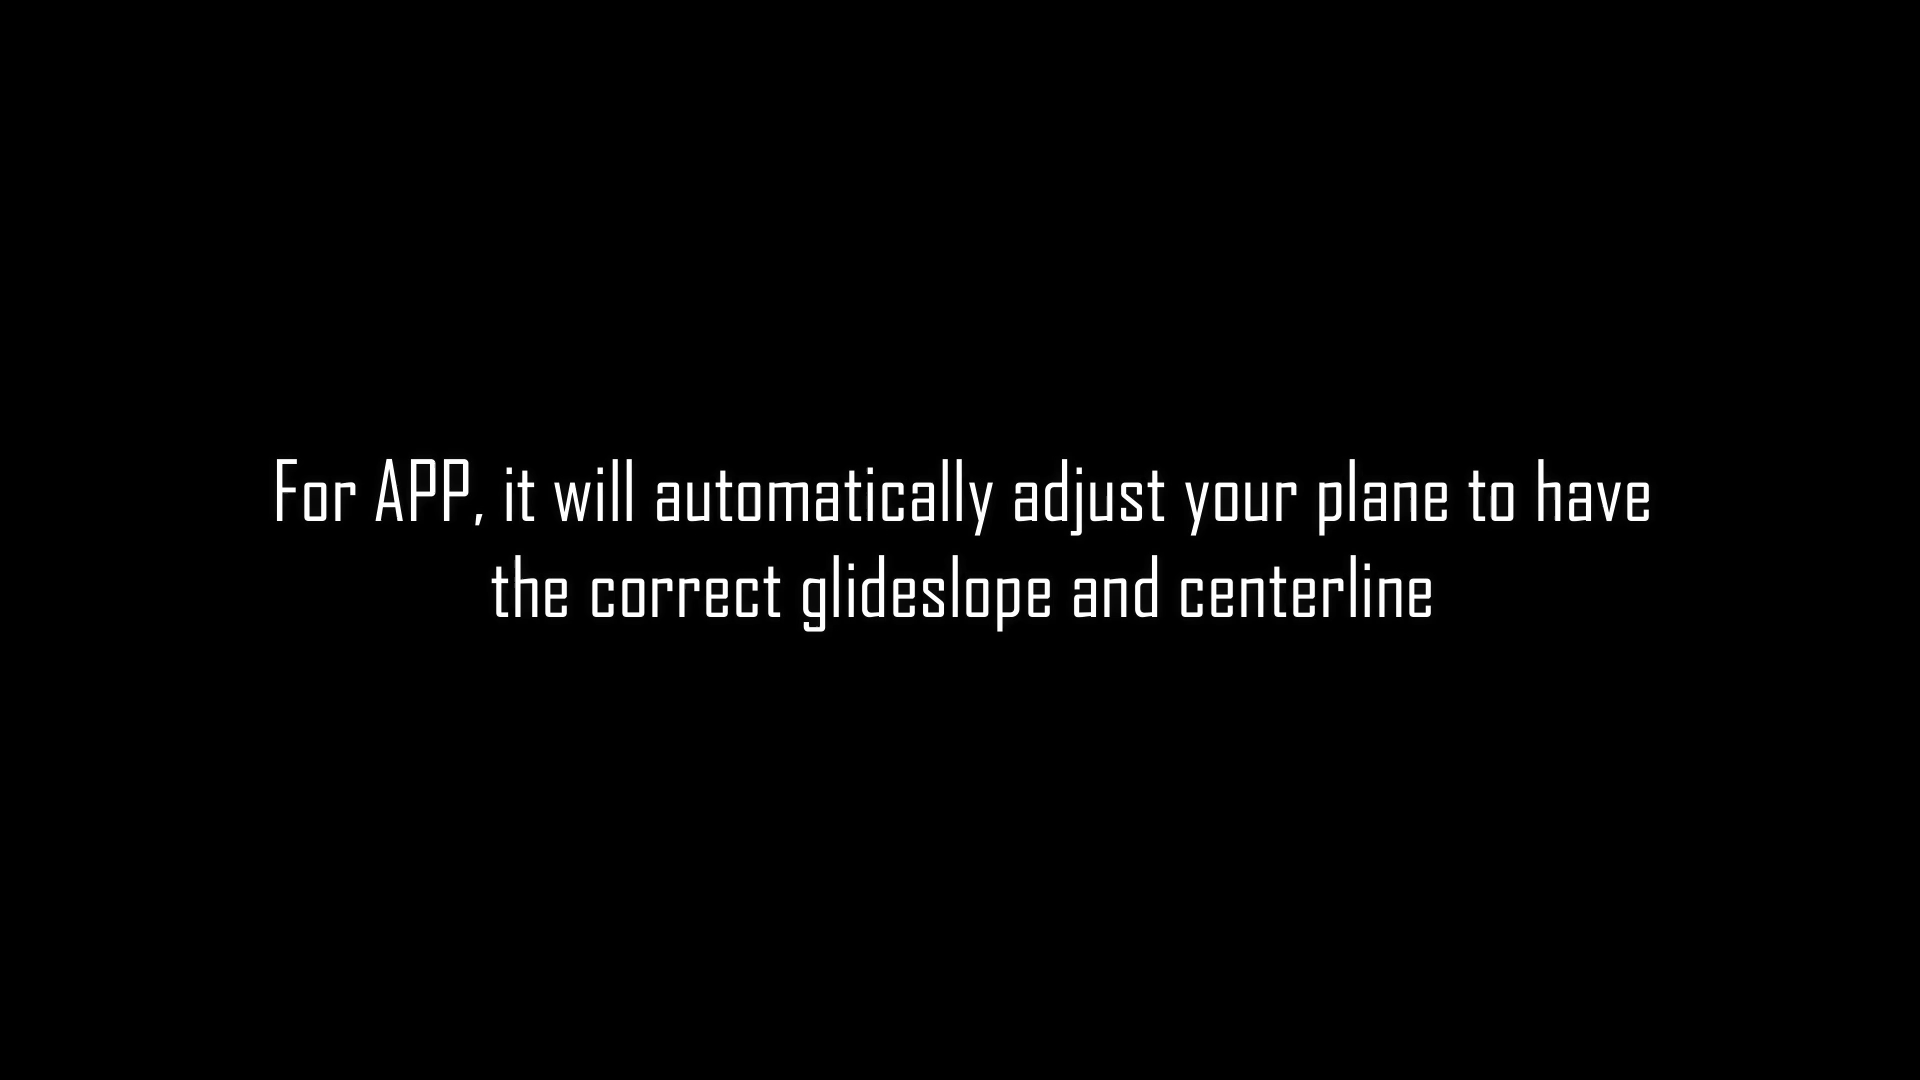 For APP, it will automatically adjust your plane to have
the correct glideslope and centerline